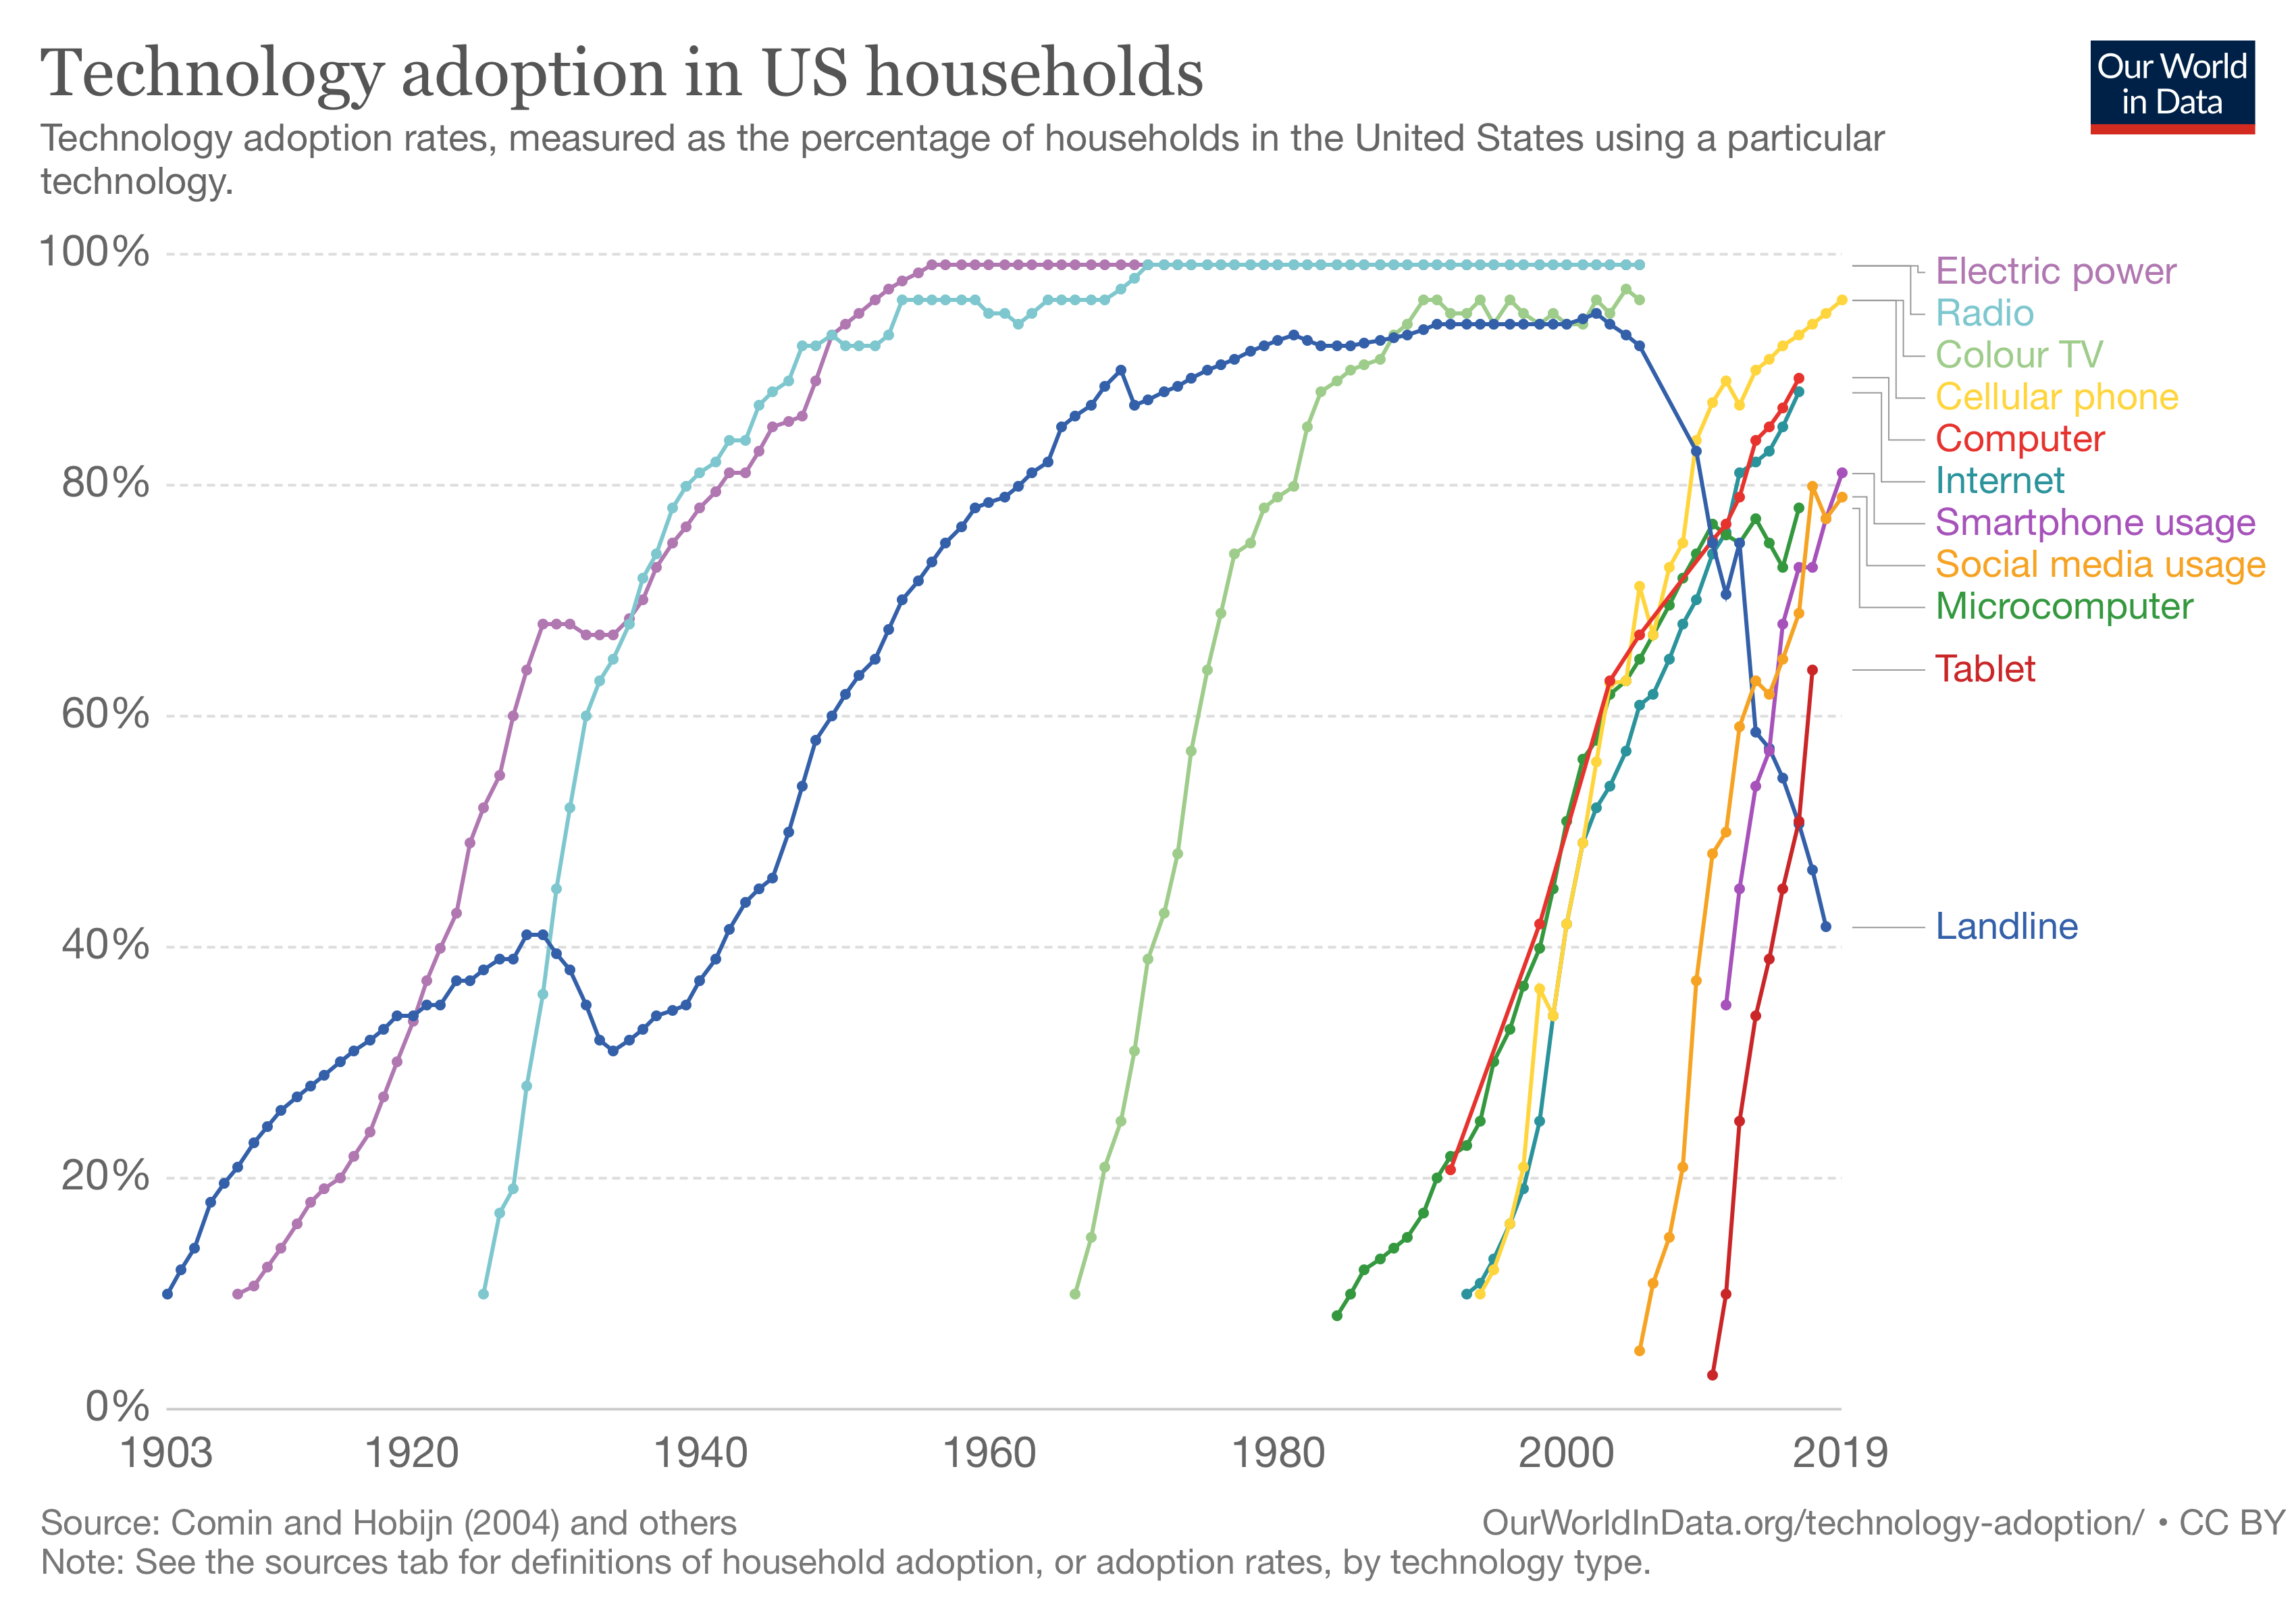 Technology adoption in US households
Our World
in Data
Technology adoption rates, measured as the percentage of households in the United States using a particular
technology.
100%
80%
60%
40%
20%
0%
Electric power
Radio
Colour TV
Cellular phone
Computer
Internet
Smartphone usage
Social media usage
Microcomputer
Tablet
Landline
1903
1920
1940
1960
1980
2000
2019
Source: Comin and Hobijn (2004) and others
OurWorldInData.org/technology-adoption/ • CC BY
Note: See the sources tab for definitions of household adoption, or adoption rates, by technology type.